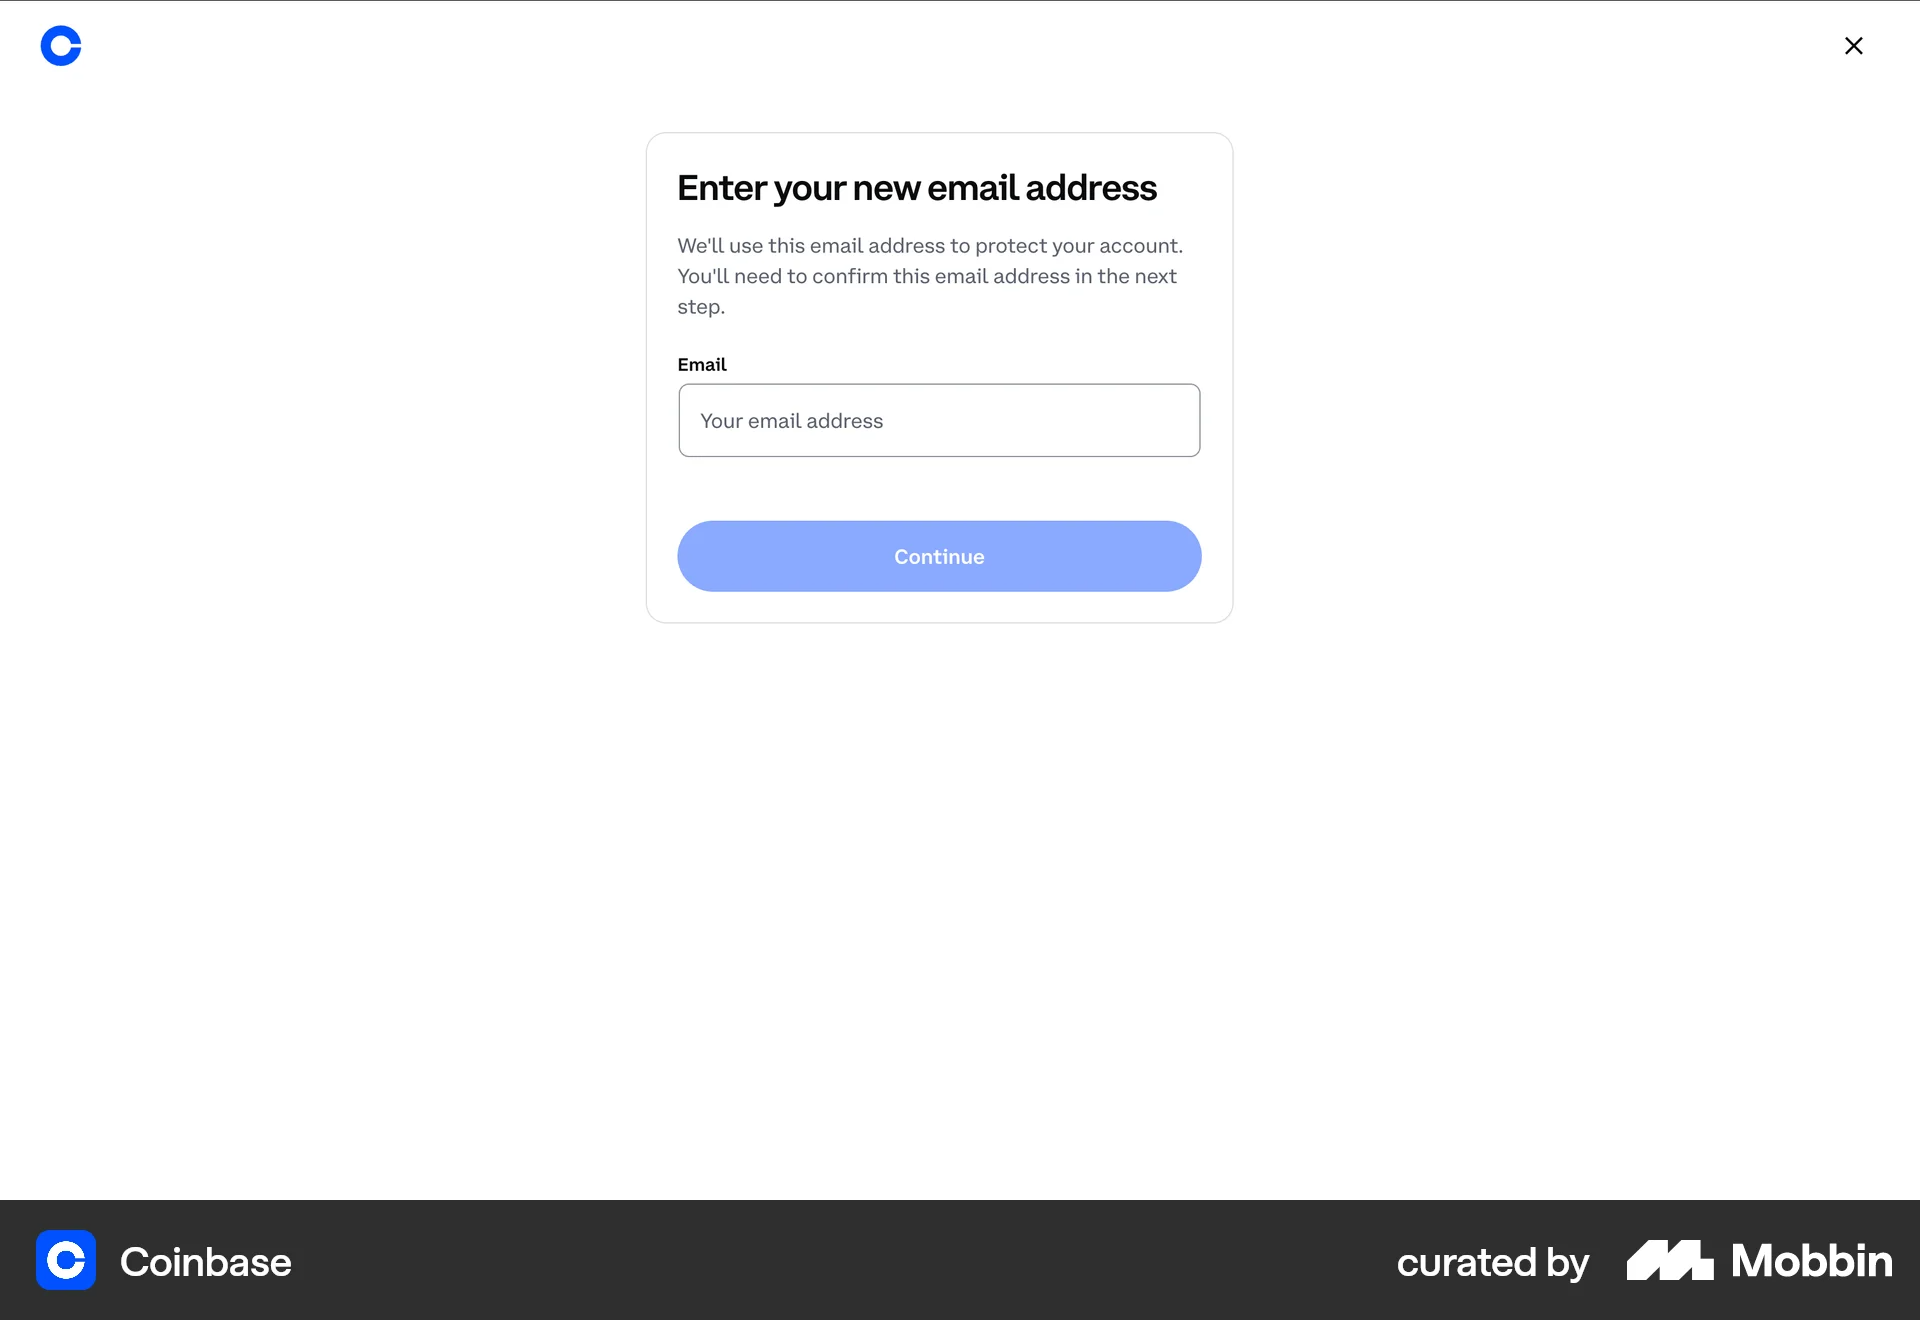 Enter your new email address
We'll use this email address to protect your account.
You'll need to confirm this email address in the next
step.
Email
Your email address
Continue
Coinbase
curated by Mobbin